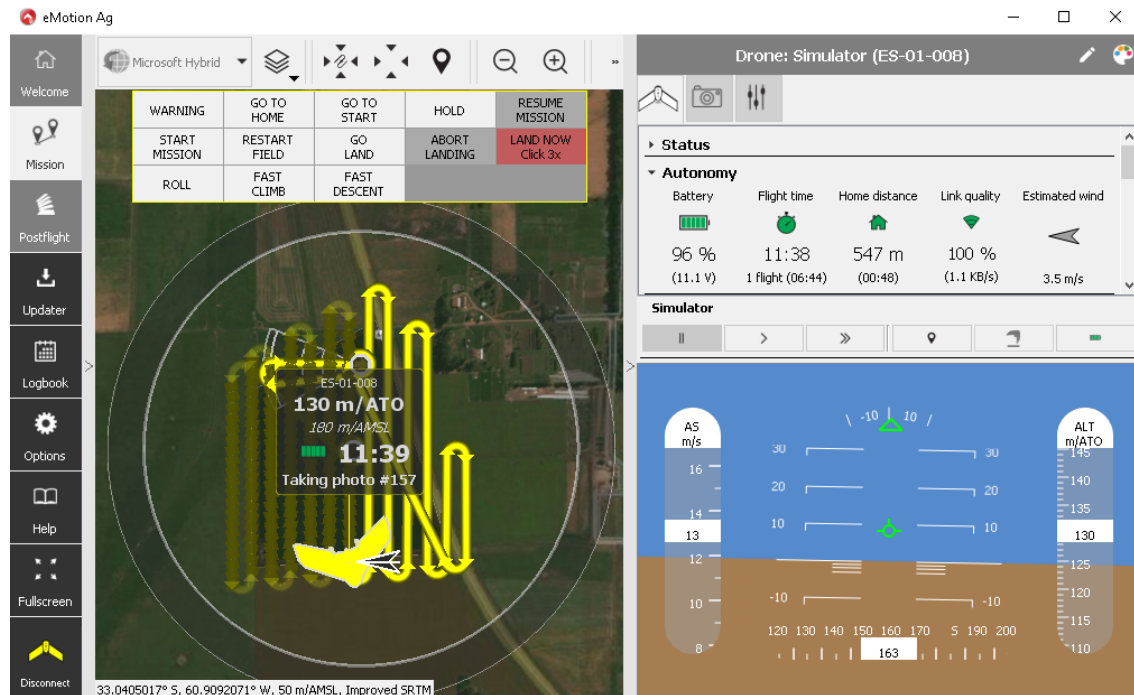 eMotion Ag
Welcome
Mission
Postflight
Updater
Logbook
Options
Help
Fullscreen
Disconnect
Microsoft Hybrid
»
WARNING
GO TO HOME
GO TO START
HOLD
RESUME MISSION
START MISSION
RESTART FIELD
GO LAND
ABORT LANDING
LAND NOW Click 3x
ROLL
FAST CLIMB
FAST DESCENT
ES-01-008
130 m/ATO
180 m/AMSL
11:39
Taking photo #157
33.0405017° S, 60.9092071° W, 50 m/AMSL, Improved SRTM
Drone: Simulator (ES-01-008)
Status
Autonomy
Battery Flight time Home distance Link quality Estimated wind
96 % 11:38 547 m 100 %
(11.1 V) 1 flight (06:44) (00:48) (1.1 KB/s) 3.5 m/s
Simulator
AS
m/s
16
14
13
12
10
8
-10 10
30 30
20 20
10 10
-10 -10
120 130 140 150 160 170 S 190 200
163
ALT
m/ATO
145
140
135
130
125
120
115
110